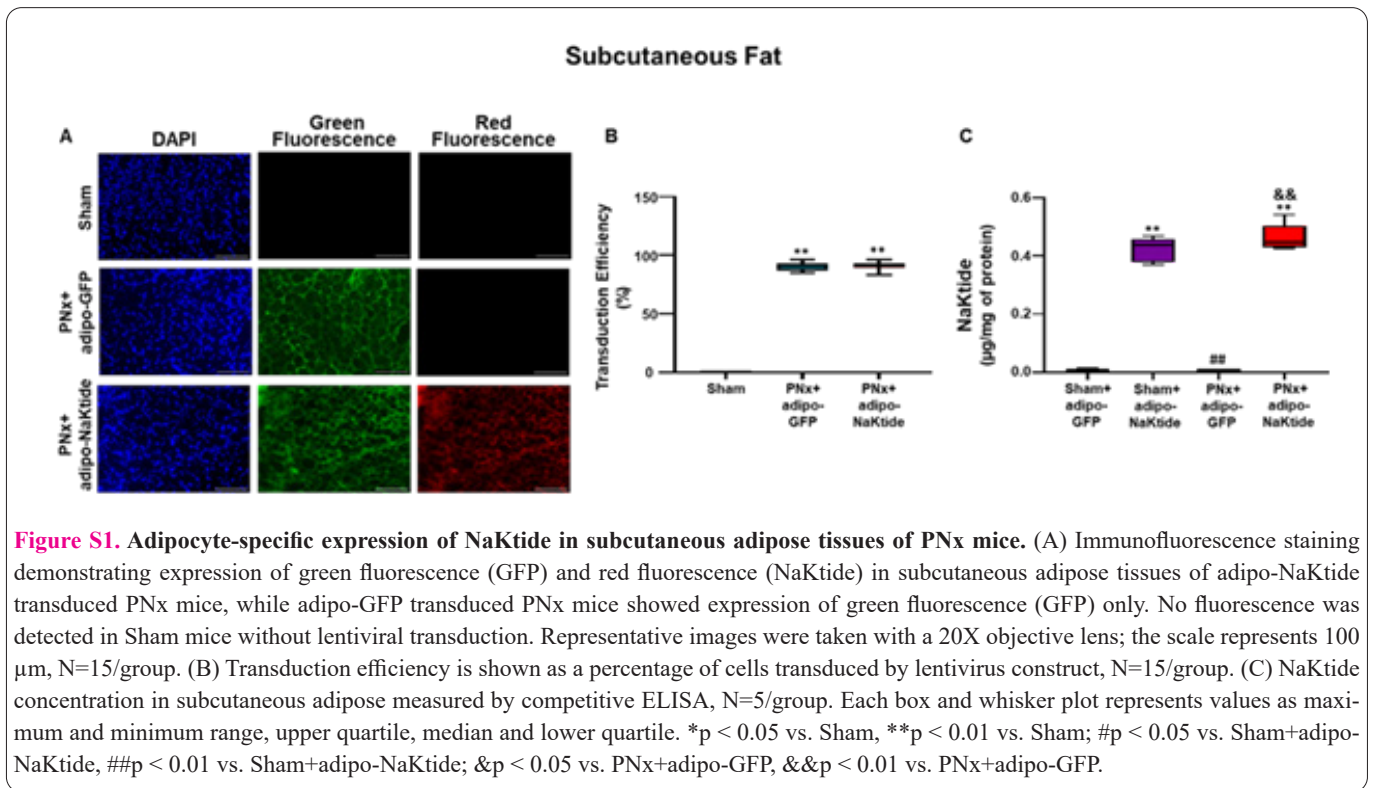 Subcutaneous Fat
A
DAPI
Green
Fluorescence
Red
Fluorescence
Sham
PNx+
adipo-GFP
PNx+
adipo-NaKtide
B
Transduction Efficiency
(%)
150
100
50
0
**
**
Sham
PNx+
adipo-
GFP
PNx+
adipo-
NaKtide
C
NaKtide
(µg/mg of protein)
0.6
0.4
0.2
0.0
**
##
&&
**
Sham+
adipo-
GFP
Sham+
adipo-
NaKtide
PNx+
adipo-
GFP
PNx+
adipo-
NaKtide
Figure S1. Adipocyte-specific expression of NaKtide in subcutaneous adipose tissues of PNx mice. (A) Immunofluorescence staining
demonstrating expression of green fluorescence (GFP) and red fluorescence (NaKtide) in subcutaneous adipose tissues of adipo-NaKtide
transduced PNx mice, while adipo-GFP transduced PNx mice showed expression of green fluorescence (GFP) only. No fluorescence was
detected in Sham mice without lentiviral transduction. Representative images were taken with a 20X objective lens; the scale represents 100
µm, N=15/group. (B) Transduction efficiency is shown as a percentage of cells transduced by lentivirus construct, N=15/group. (C) NaKtide
concentration in subcutaneous adipose measured by competitive ELISA, N=5/group. Each box and whisker plot represents values as maxi-
mum and minimum range, upper quartile, median and lower quartile. *p < 0.05 vs. Sham, **p < 0.01 vs. Sham; #p < 0.05 vs. Sham+adipo-
NaKtide, ##p < 0.01 vs. Sham+adipo-NaKtide; &p < 0.05 vs. PNx+adipo-GFP, &&p < 0.01 vs. PNx+adipo-GFP.